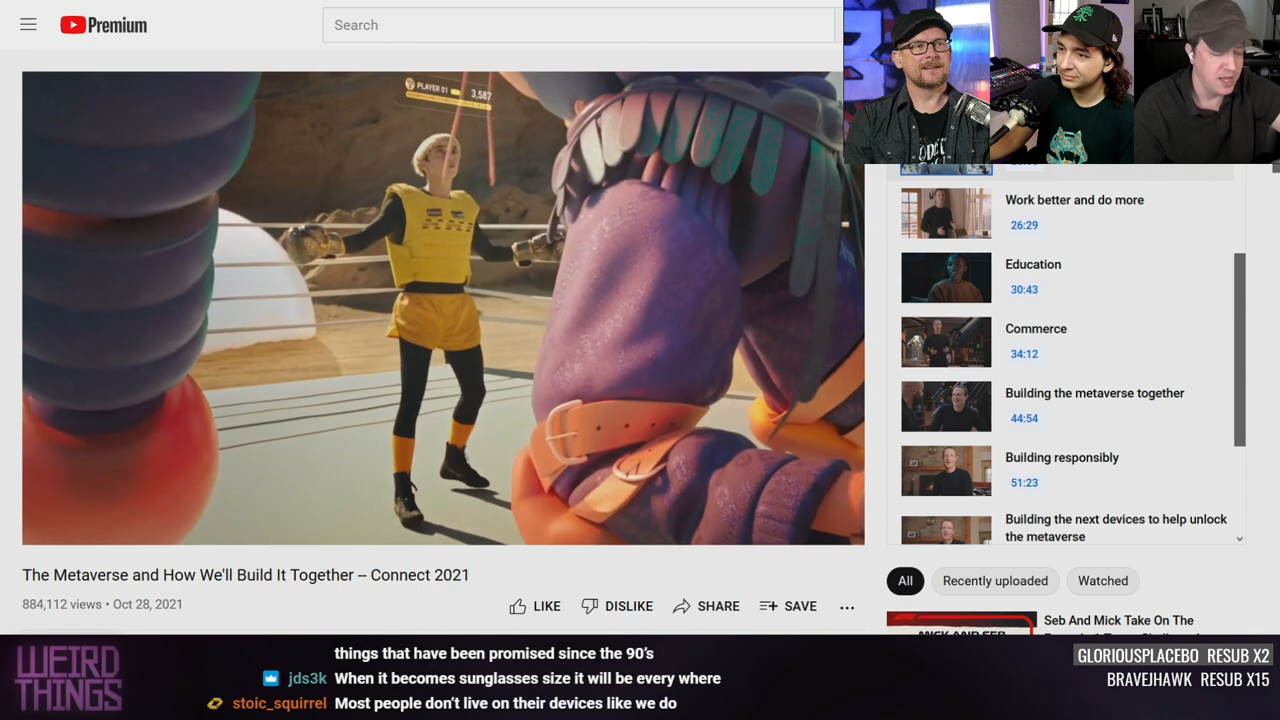 Premium
Search
PLAYER 01
3,587
Work better and do more
26:29
Education
30:43
Commerce
34:12
Building the metaverse together
44:54
Building responsibly
51:23
Building the next devices to help unlock
the metaverse
The Metaverse and How We'll Build It Together -- Connect 2021
884,112 views • Oct 28, 2021
LIKE
DISLIKE
SHARE
SAVE
All
Recently uploaded
Watched
Seb And Mick Take On The
MICK AND SEB
WEIRD
THINGS
things that have been promised since the 90's
jds3k When it becomes sunglasses size it will be every where
stoic_squirrel Most people don't live on their devices like we do
GLORIOUSPLACEBO RESUB X2
BRAVEJHAWK RESUB X15